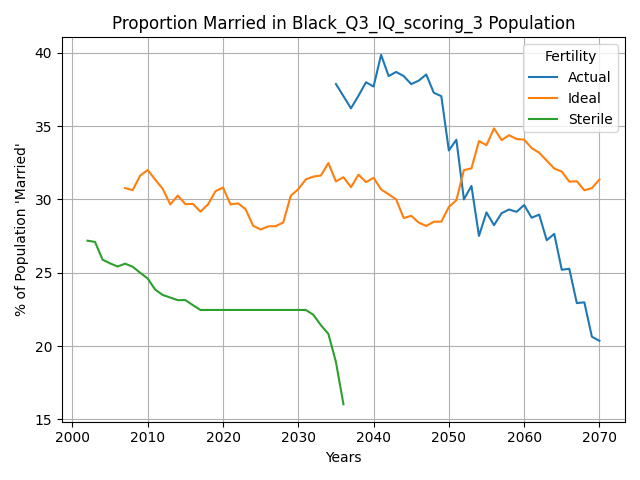 Proportion Married in Black_Q3_IQ_scoring_3 Population
% of Population 'Married'
40
35
30
25
20
15
Fertility
Actual
Ideal
Sterile
2000 2010 2020 2030 2040 2050 2060 2070
Years